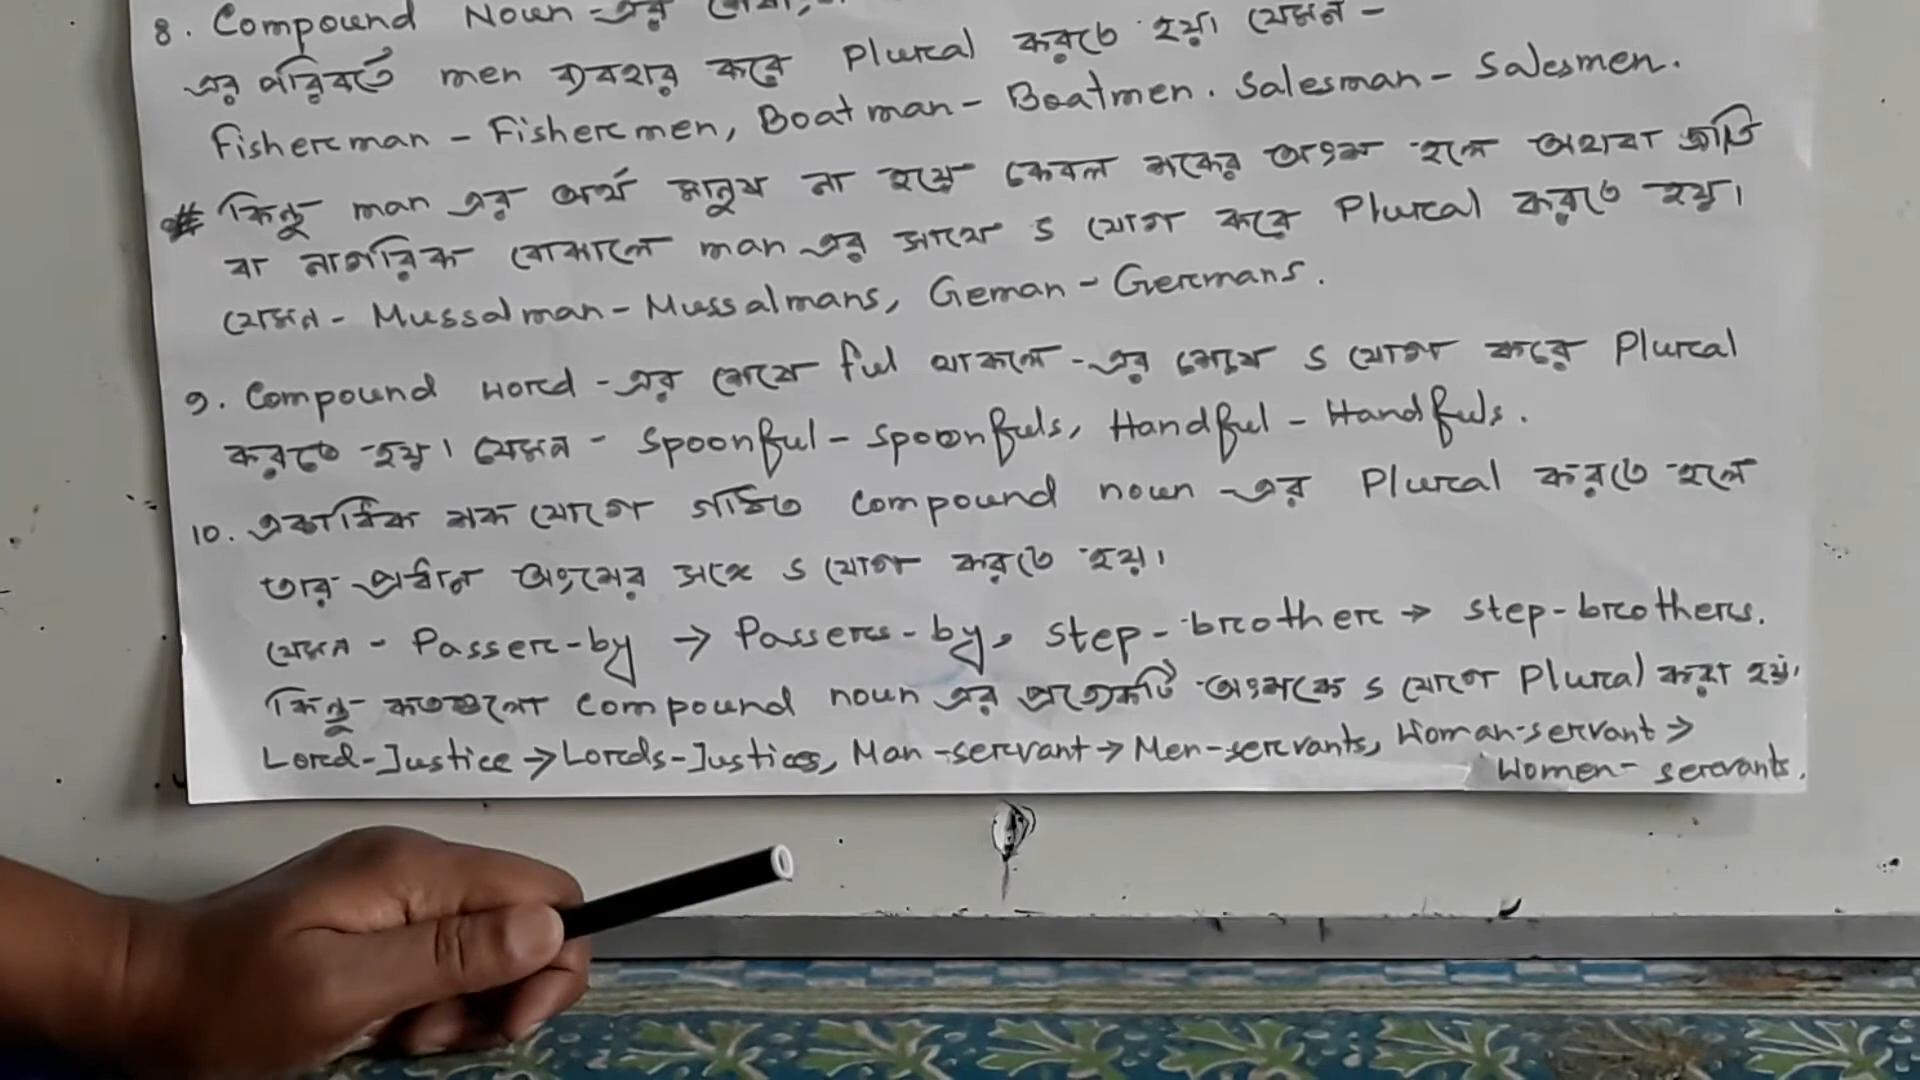 8. Compound Noun-এর শেষে,
এর পরিবর্তে men ব্যবহার করে Plural করতে হয়। যেমন -
Fisherman - Fishermen, Boatman - Boatmen. Salesman - Salesmen.
# কিন্তু man এর অর্থ মানুষ না হয়ে কেবল শব্দের অংশ হলে অথবা জাতি
বা নাগরিক বোঝালে man এর সাথে s যোগ করে Plural করতে হয়।
যেমন - Mussalman - Mussalmans, Geman - Germans.
9. Compound word -এর শেষে ful থাকলে -এর শেষে s যোগ করে Plural
করতে হয়। যেমন - Spoonful - spoonfuls, Handful - Handfuls.
10. একাধিক শব্দ যোগে গঠিত compound noun -এর Plural করতে হলে
তার প্রধান অংশের সঙ্গে s যোগ করতে হয়।
যেমন - Passer-by → Passers-by, step-brother → step-brothers.
কিন্তু কতগুলো compound noun এর প্রত্যেকটি অংশকে s যোগে Plural করা হয়।
Lord-Justice → Lords-Justices, Man-servant → Men-servants, Woman-servant →
Women-servants.